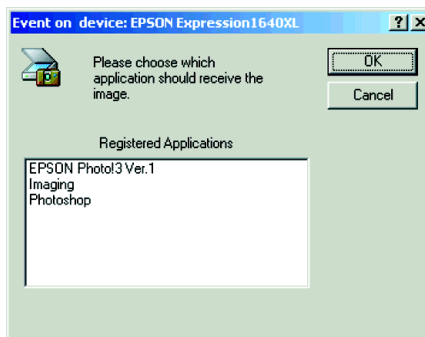 Event on device: EPSON Expression1640XL
? ×
Please choose which
application should receive the
image.
OK
Cancel
Registered Applications
EPSON Photo!3 Ver.1
Imaging
Photoshop